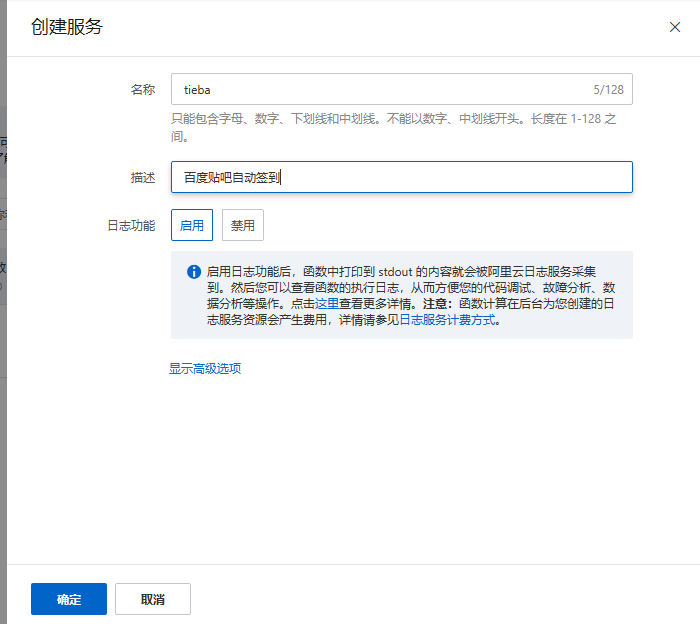 创建服务
名称
tieba
5/128
只能包含字母、数字、下划线和中划线。不能以数字、中划线开头。长度在 1-128 之
间。
描述
百度贴吧自动签到
日志功能
启用
禁用
启用日志功能后，函数中打印到 stdout 的内容就会被阿里云日志服务采集
到。然后您可以查看函数的执行日志，从而方便您的代码调试、故障分析、数
据分析等操作。点击这里查看更多详情。注意：函数计算在后台为您创建的日
志服务资源会产生费用，详情请参见日志服务计费方式。
显示高级选项
确定
取消